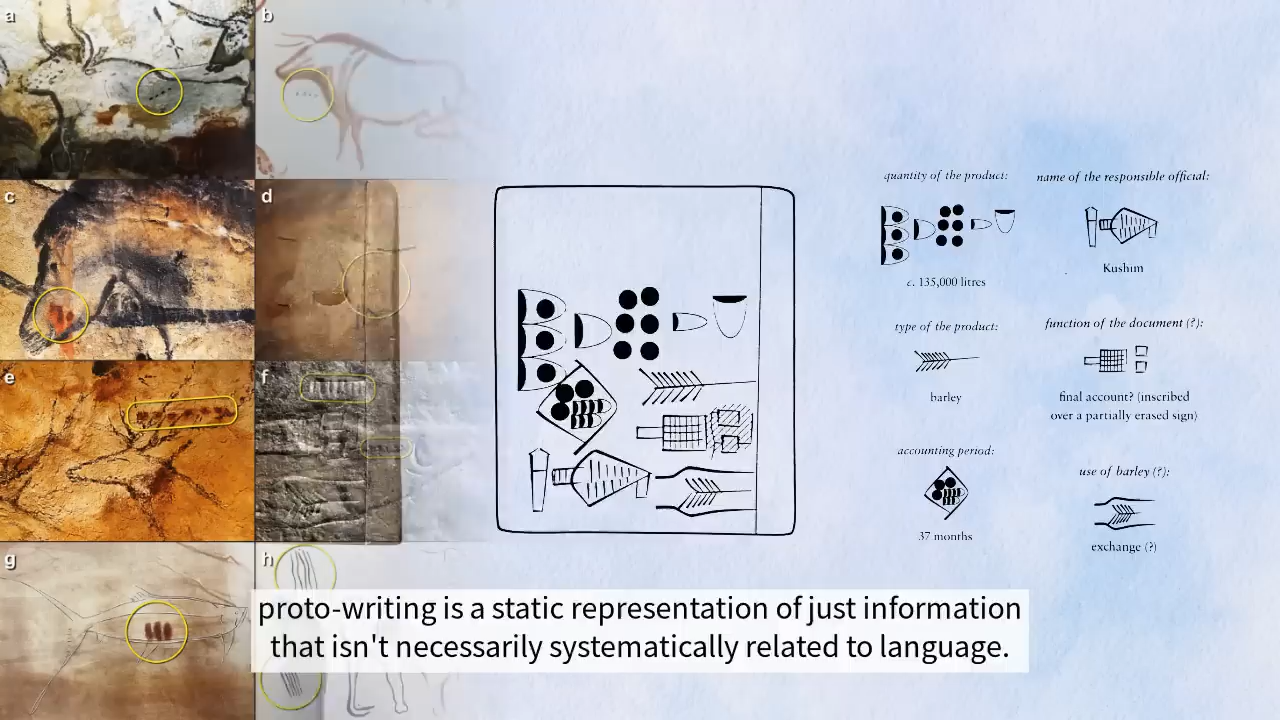 a
b
c
d
e
f
g
h
quantity of the product:
c. 135,000 litres
name of the responsible official:
Kushim
type of the product:
barley
function of the document (?):
final account? (inscribed
over a partially erased sign)
accounting period:
37 months
use of barley (?):
exchange (?)
proto-writing is a static representation of just information
that isn't necessarily systematically related to language.